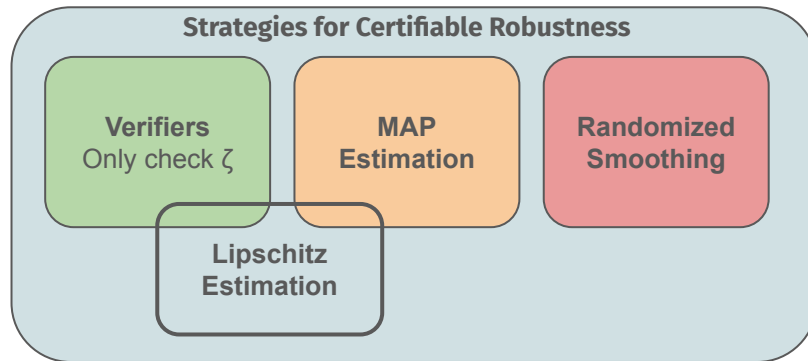 Strategies for Certifiable Robustness
Verifiers
Only check ζ
MAP
Estimation
Randomized
Smoothing
Lipschitz
Estimation